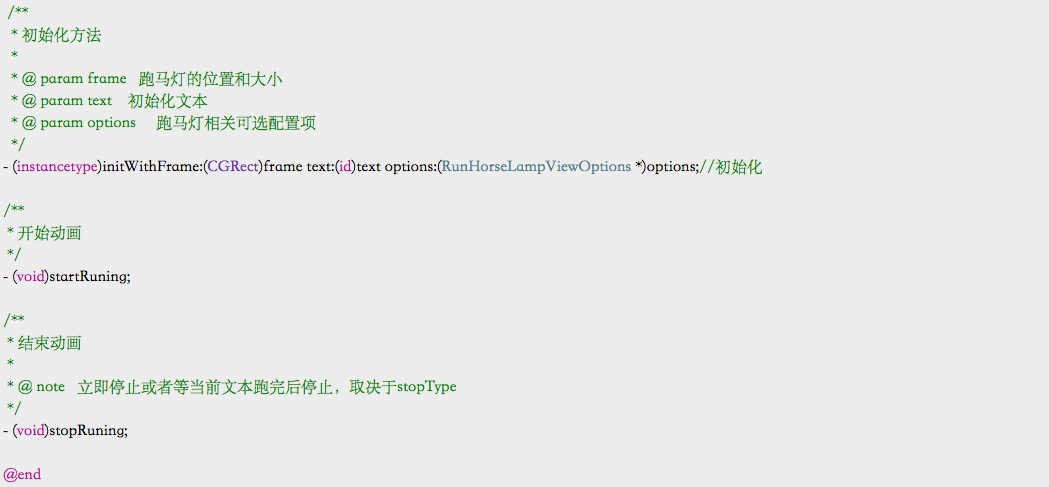 /**
* 初始化方法
*
* @ param frame 跑马灯的位置和大小
* @ param text 初始化文本
* @ param options 跑马灯相关可选配置项
*/
- (instancetype)initWithFrame:(CGRect)frame text:(id)text options:(RunHorseLampViewOptions *)options;//初始化
/**
* 开始动画
*/
- (void)startRuning;
/**
* 结束动画
*
* @ note 立即停止或者等当前文本跑完后停止，取决于stopType
*/
- (void)stopRuning;
@end